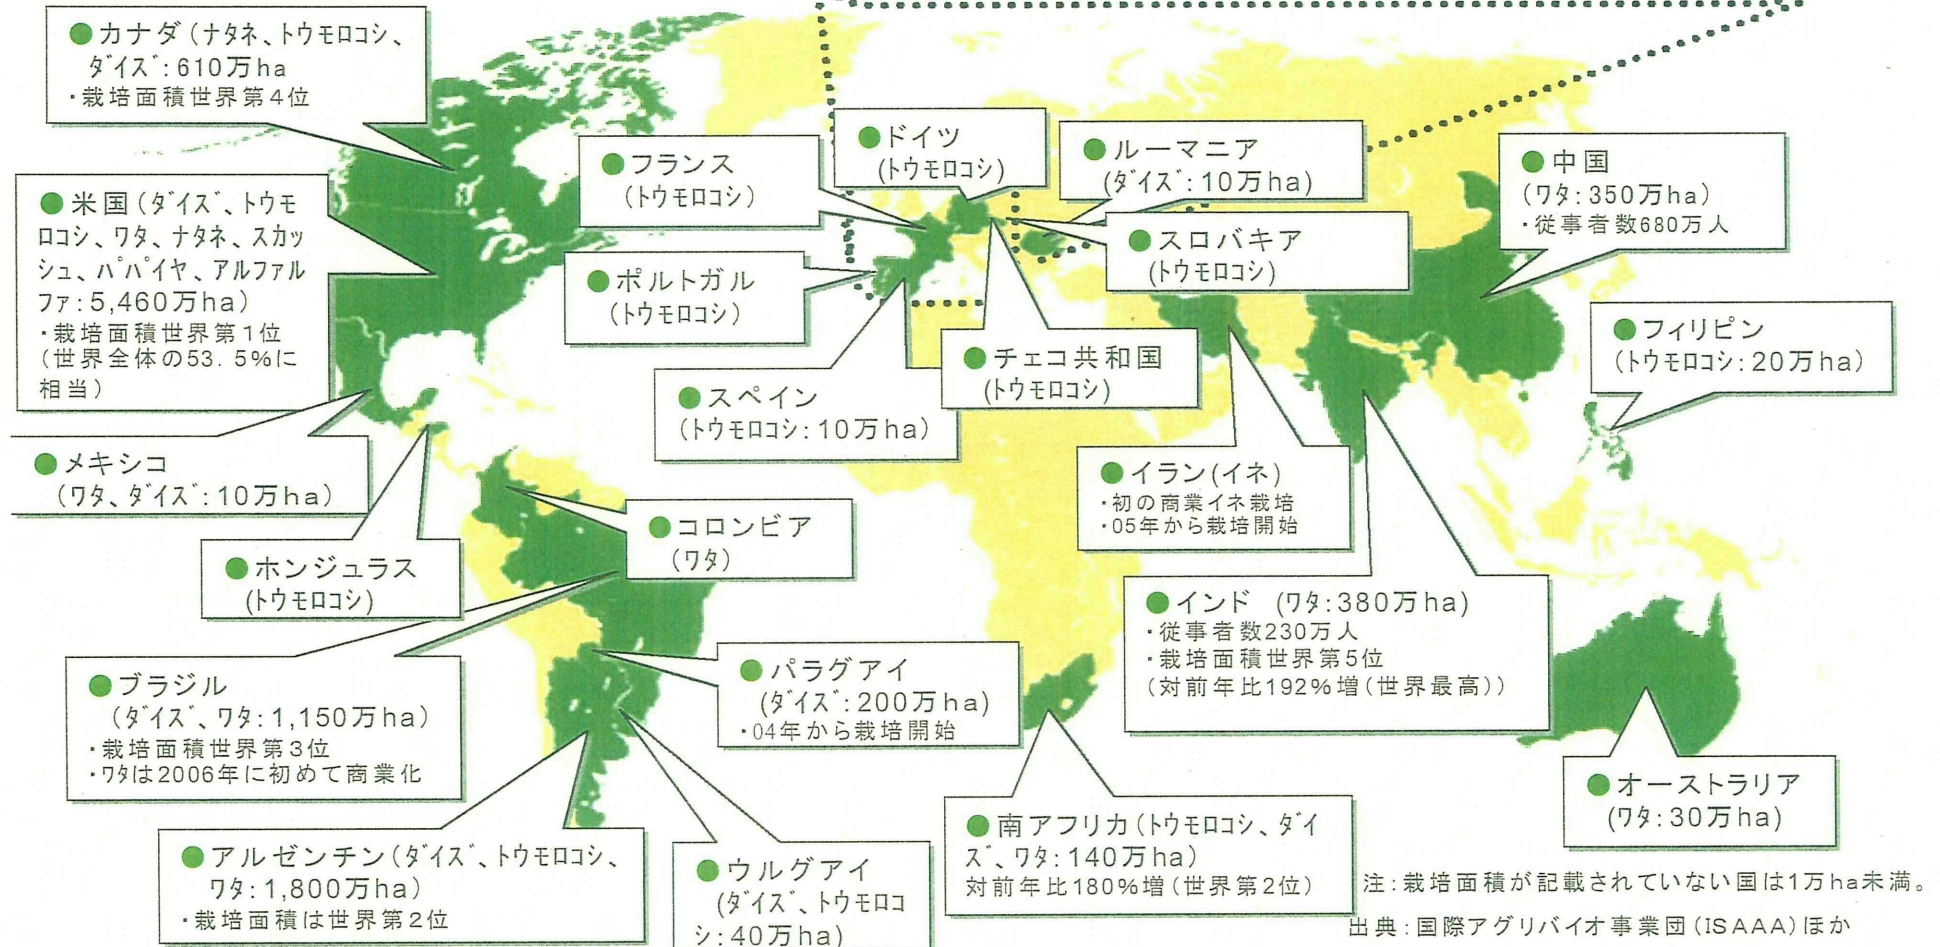 ●カナダ(ナタネ、トウモロコシ、
ダイズ:610万ha
・栽培面積世界第4位
●米国(ダイズ、トウモ
ロコシ、ワタ、ナタネ、スカッ
シュ、パパイヤ、アルファル
ファ:5,460万ha)
・栽培面積世界第1位
(世界全体の53.5%に
相当)
●メキシコ
(ワタ、ダイズ:10万ha)
●ホンジュラス
(トウモロコシ)
●ブラジル
(ダイズ、ワタ:1,150万ha)
・栽培面積世界第3位
・ワタは2006年に初めて商業化
●アルゼンチン(ダイズ、トウモロコシ、
ワタ:1,800万ha)
・栽培面積は世界第2位
●フランス
(トウモロコシ)
●ポルトガル
(トウモロコシ)
●スペイン
(トウモロコシ:10万ha)
●コロンビア
(ワタ)
●パラグアイ
(ダイズ:200万ha)
・04年から栽培開始
●ウルグアイ
(ダイズ、トウモロコ
シ:40万ha)
●ドイツ
(トウモロコシ)
●ルーマニア
(ダイズ:10万ha)
●スロバキア
(トウモロコシ)
●チェコ共和国
(トウモロコシ)
●イラン(イネ)
・初の商業イネ栽培
・05年から栽培開始
●インド (ワタ:380万ha)
・従事者数230万人
・栽培面積世界第5位
(対前年比192%増(世界最高))
●南アフリカ(トウモロコシ、ダイ
ズ、ワタ:140万ha)
対前年比180%増(世界第2位)
●中国
(ワタ:350万ha)
・従事者数680万人
●フィリピン
(トウモロコシ:20万ha)
●オーストラリア
(ワタ:30万ha)
注:栽培面積が記載されていない国は1万ha未満。
出典:国際アグリバイオ事業団(ISAAA)ほか